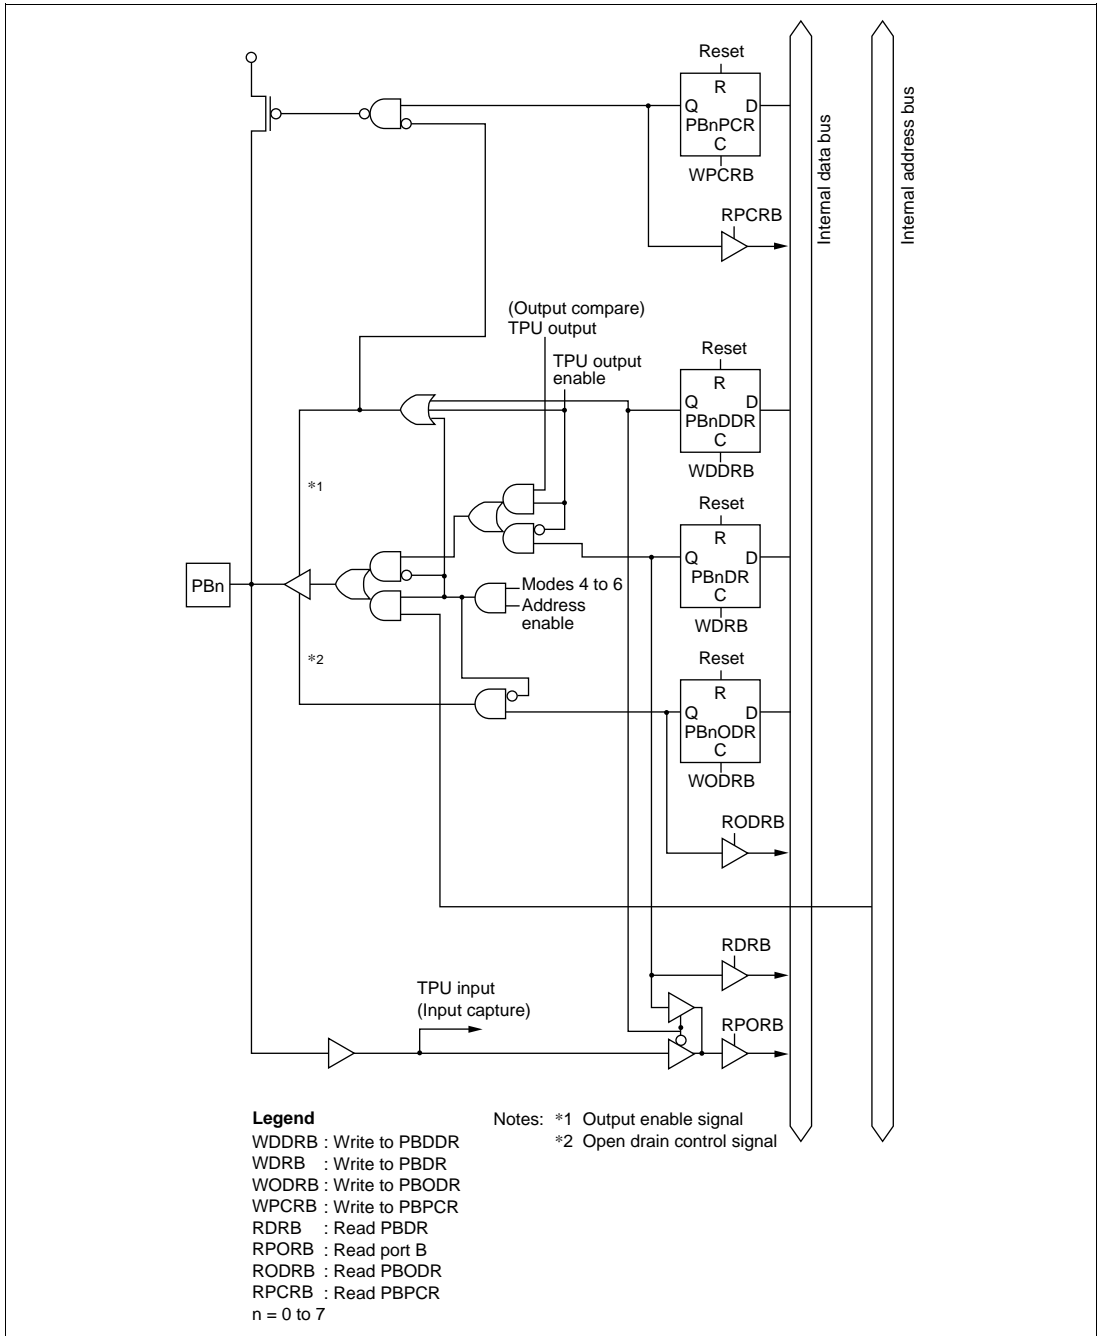 Reset
R
Q D
PBnPCR
C
WPCRB
RPCRB
Internal data bus
Internal address bus
(Output compare)
TPU output
TPU output
enable
Reset
R
Q D
PBnDDR
C
WDDRB
*1
Reset
R
Q D
PBnDR
C
WDRB
PBn
Modes 4 to 6
Address
enable
*2
Reset
R
Q D
PBnODR
C
WODRB
RODRB
RDRB
TPU input
(Input capture)
RPORB
Legend
WDDRB : Write to PBDDR
WDRB : Write to PBDR
WODRB : Write to PBODR
WPCRB : Write to PBPCR
RDRB : Read PBDR
RPORB : Read port B
RODRB : Read PBODR
RPCRB : Read PBPCR
n = 0 to 7
Notes: *1 Output enable signal
*2 Open drain control signal